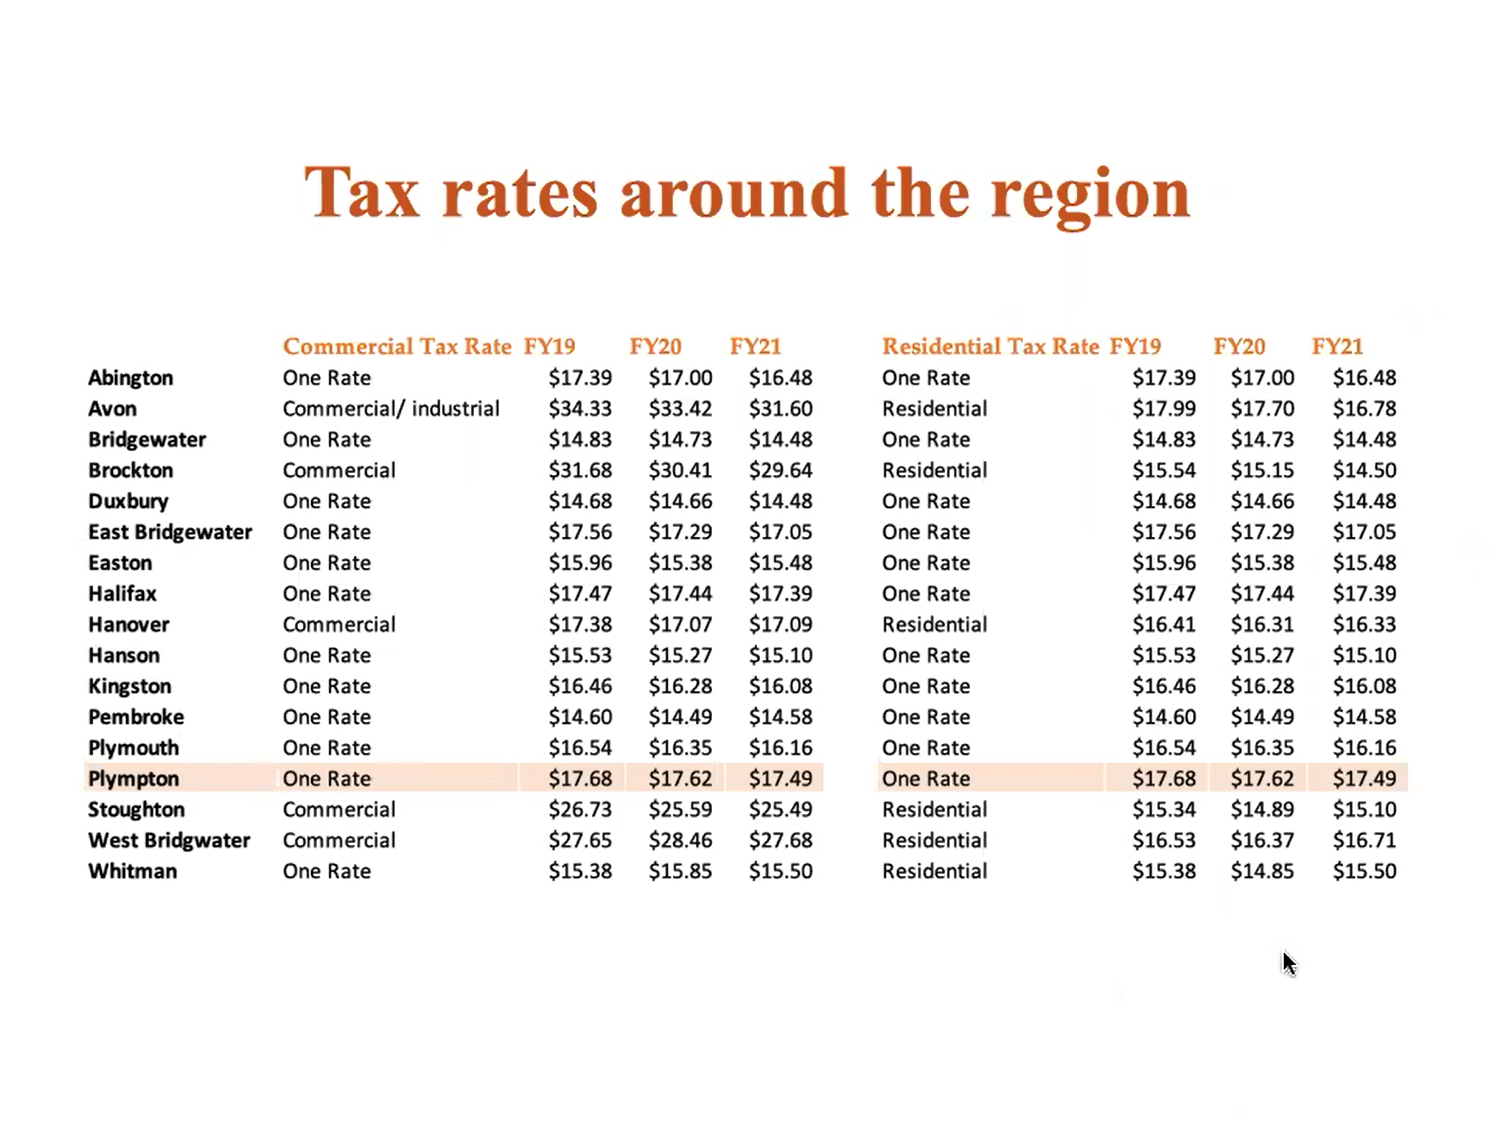 Tax rates around the region
Commercial Tax Rate FY19 FY20 FY21 Residential Tax Rate FY19 FY20 FY21
Abington One Rate $17.39 $17.00 $16.48 One Rate $17.39 $17.00 $16.48
Avon Commercial/ industrial $34.33 $33.42 $31.60 Residential $17.99 $17.70 $16.78
Bridgewater One Rate $14.83 $14.73 $14.48 One Rate $14.83 $14.73 $14.48
Brockton Commercial $31.68 $30.41 $29.64 Residential $15.54 $15.15 $14.50
Duxbury One Rate $14.68 $14.66 $14.48 One Rate $14.68 $14.66 $14.48
East Bridgewater One Rate $17.56 $17.29 $17.05 One Rate $17.56 $17.29 $17.05
Easton One Rate $15.96 $15.38 $15.48 One Rate $15.96 $15.38 $15.48
Halifax One Rate $17.47 $17.44 $17.39 One Rate $17.47 $17.44 $17.39
Hanover Commercial $17.38 $17.07 $17.09 Residential $16.41 $16.31 $16.33
Hanson One Rate $15.53 $15.27 $15.10 One Rate $15.53 $15.27 $15.10
Kingston One Rate $16.46 $16.28 $16.08 One Rate $16.46 $16.28 $16.08
Pembroke One Rate $14.60 $14.49 $14.58 One Rate $14.60 $14.49 $14.58
Plymouth One Rate $16.54 $16.35 $16.16 One Rate $16.54 $16.35 $16.16
Plympton One Rate $17.68 $17.62 $17.49 One Rate $17.68 $17.62 $17.49
Stoughton Commercial $26.73 $25.59 $25.49 Residential $15.34 $14.89 $15.10
West Bridgwater Commercial $27.65 $28.46 $27.68 Residential $16.53 $16.37 $16.71
Whitman One Rate $15.38 $15.85 $15.50 Residential $15.38 $14.85 $15.50